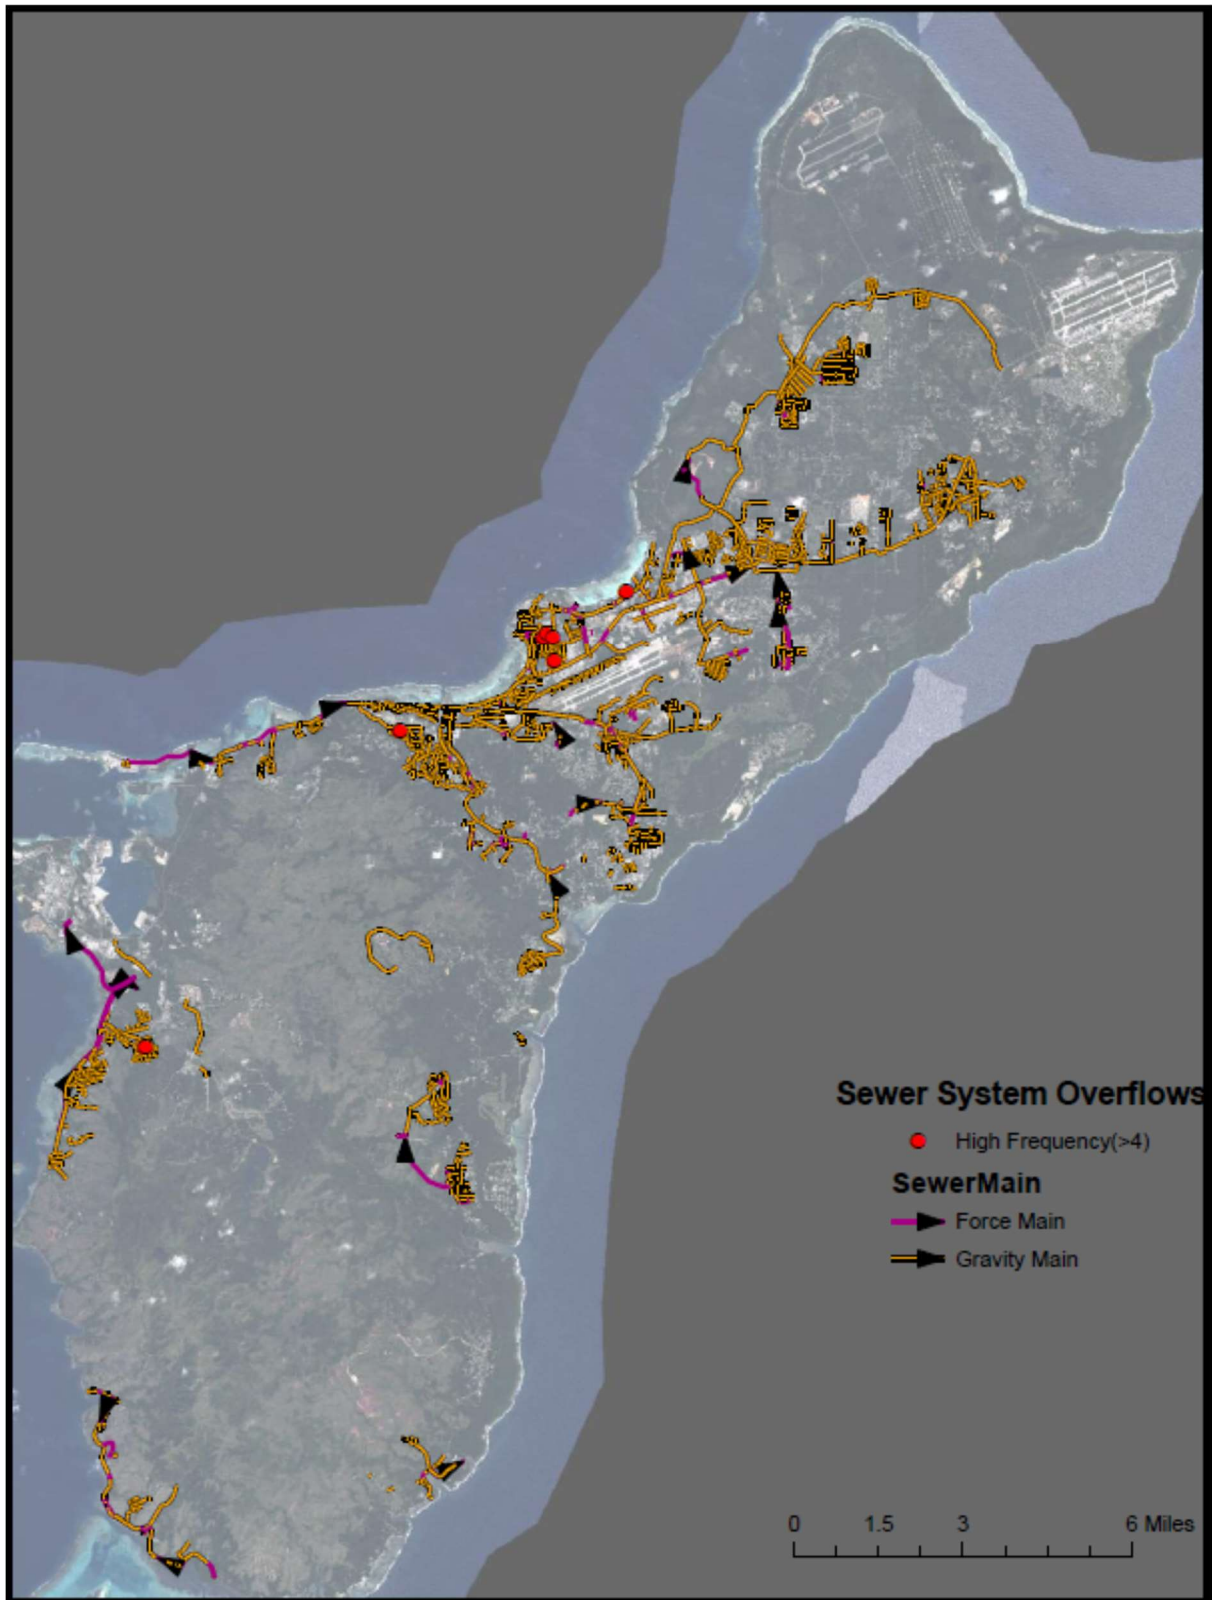 Sewer System Overflows
High Frequency(>4)
SewerMain
Force Main
Gravity Main
0 1.5 3 6 Miles